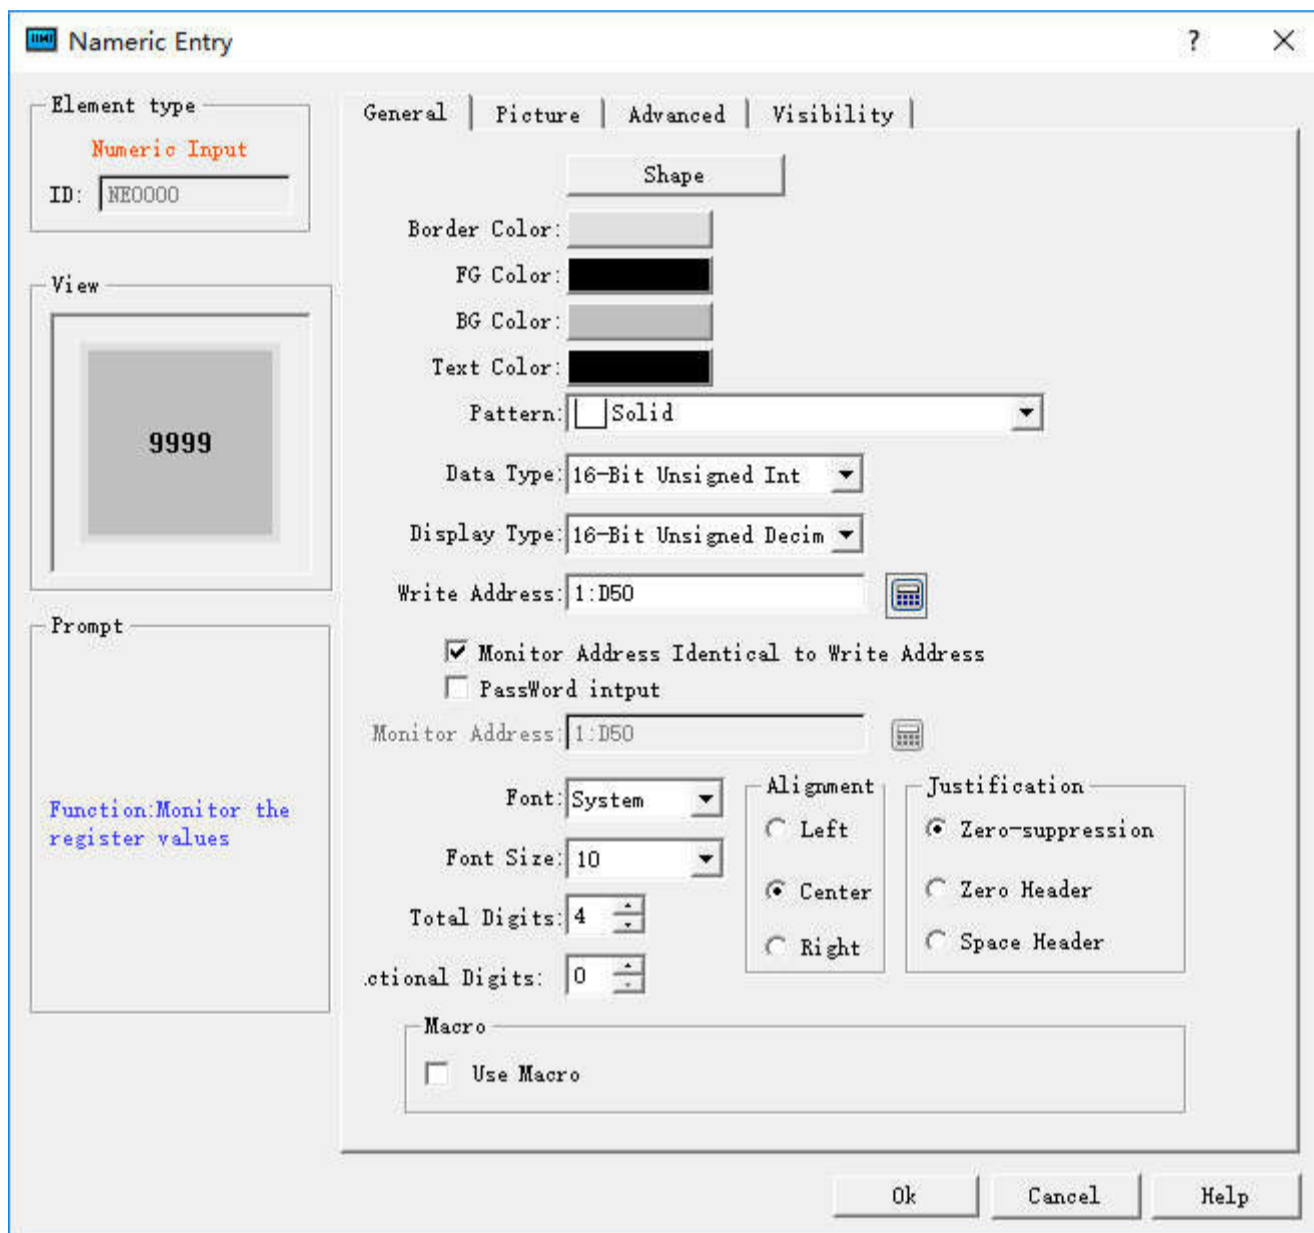 Nameric Entry
Element type
Numeric Input
ID: NE0000
View
9999
Prompt
Function:Monitor the
register values
General Picture Advanced Visibility
Shape
Border Color:
FG Color:
BG Color:
Text Color:
Pattern: Solid
Data Type: 16-Bit Unsigned Int
Display Type: 16-Bit Unsigned Decim
Write Address: 1:D50
Monitor Address Identical to Write Address
PassWord intput
Monitor Address: 1:D50
Font: System
Font Size: 10
Total Digits: 4
.ctional Digits: 0
Alignment
Left
Center
Right
Justification
Zero-suppression
Zero Header
Space Header
Macro
Use Macro
Ok Cancel Help